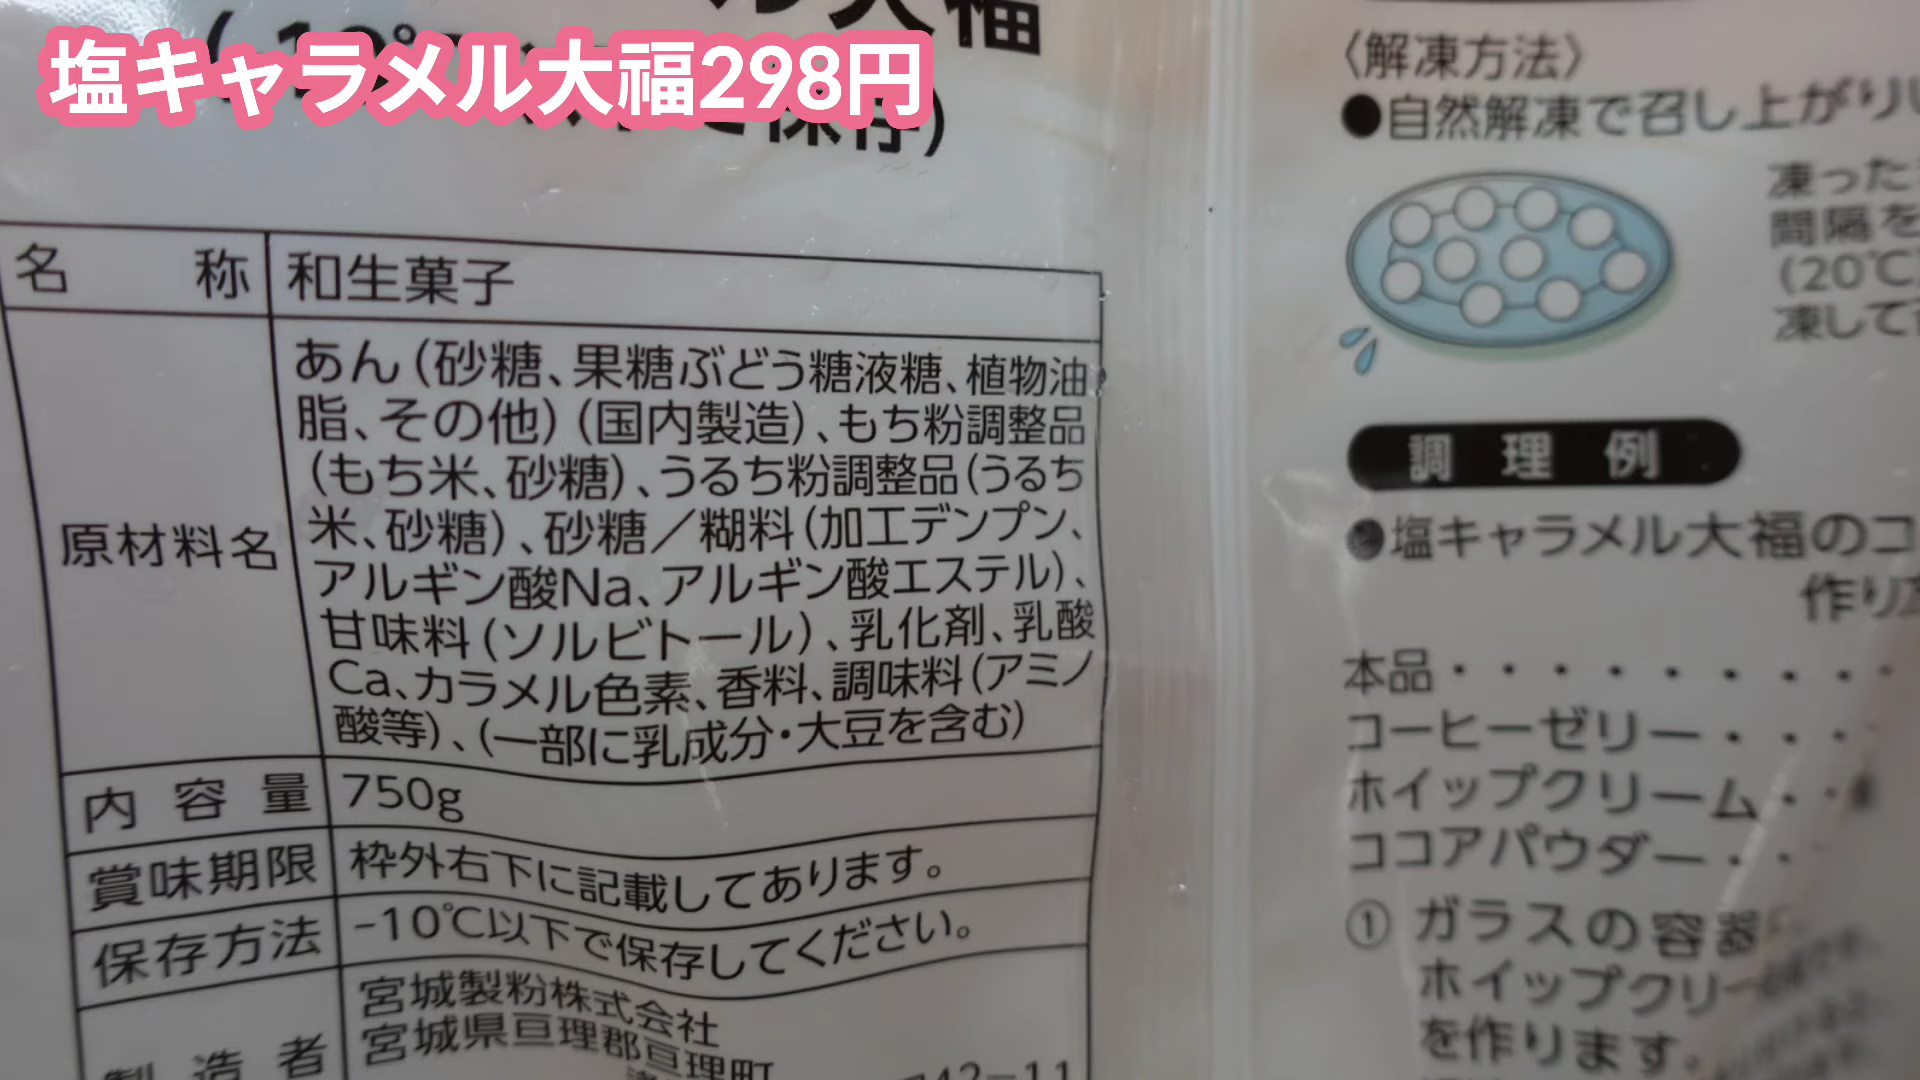 塩キャラメル大福298円
名称 和生菓子
原材料名
あん(砂糖、果糖ぶどう糖液糖、植物油
脂、その他)(国内製造)、もち粉調整品
(もち米、砂糖)、うるち粉調整品(うるち
米、砂糖)、砂糖/糊料(加工デンプン、
アルギン酸Na、アルギン酸エステル)、
甘味料(ソルビトール)、乳化剤、乳酸
Ca、カラメル色素、香料、調味料(アミノ
酸等)、(一部に乳成分・大豆を含む)
内容量 750g
賞味期限 枠外右下に記載してあります。
保存方法 -10℃以下で保存してください。
製造者
宮城製粉株式会社
宮城県亘理郡亘理町
42-11
〈解凍方法〉
●自然解凍で召し上がり
凍った
間隔を
(20℃
凍して
調理例
●塩キャラメル大福のコ
作り方
本品・・・・・・・・・
コーヒーゼリー・・・
ホイップクリーム・・
ココアパウダー・・・
① ガラスの容器
ホイップクリー
を作ります。